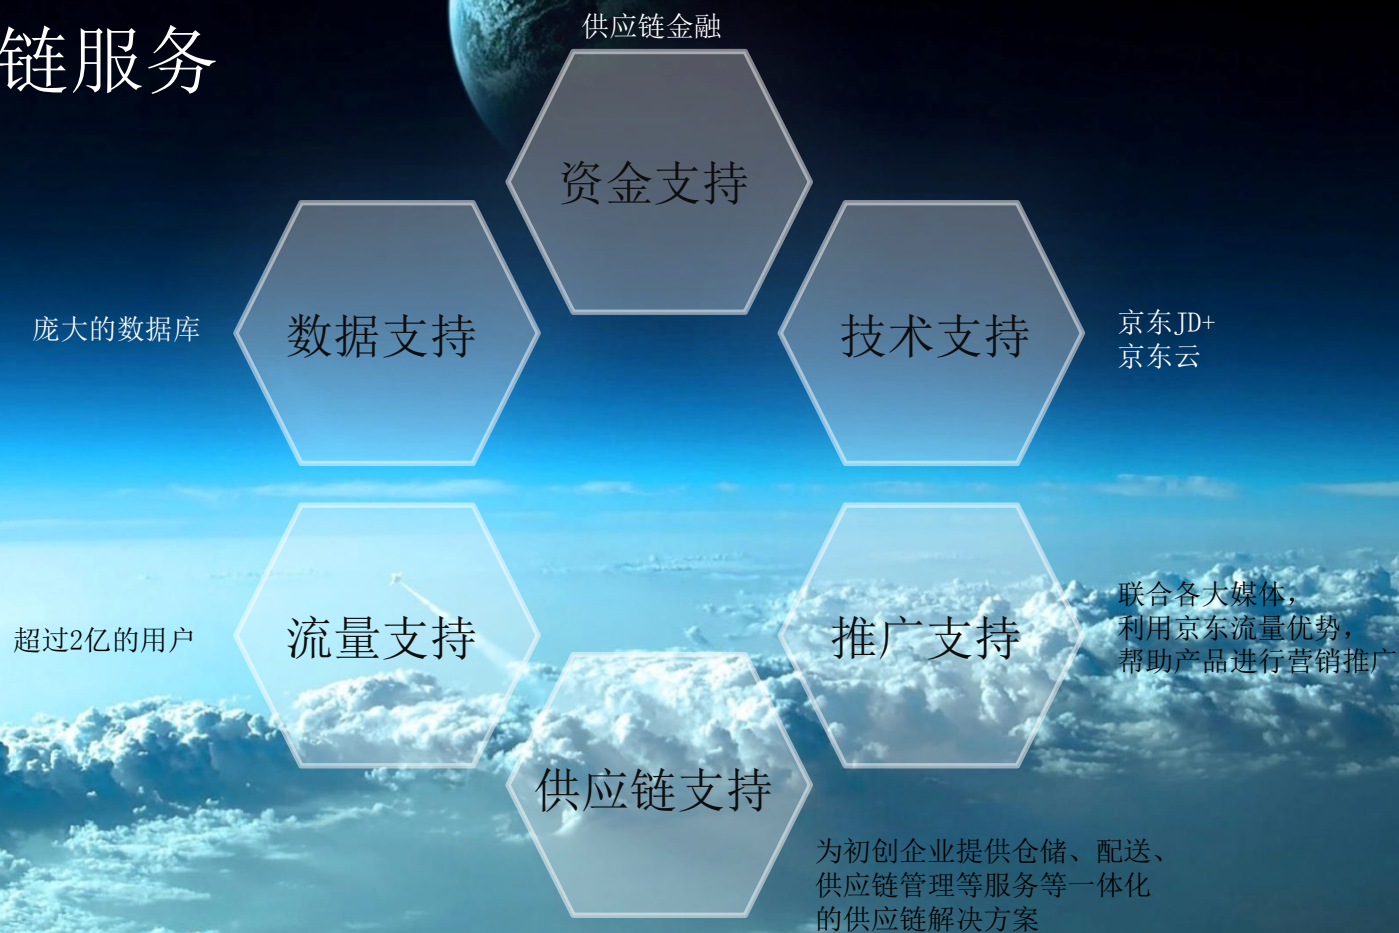 链服务
供应链金融
资金支持
数据支持
庞大的数据库
技术支持
京东JD+
京东云
流量支持
超过2亿的用户
推广支持
联合各大媒体，
利用京东流量优势，
帮助产品进行营销推广
供应链支持
为初创企业提供仓储、配送、
供应链管理等服务等一体化
的供应链解决方案